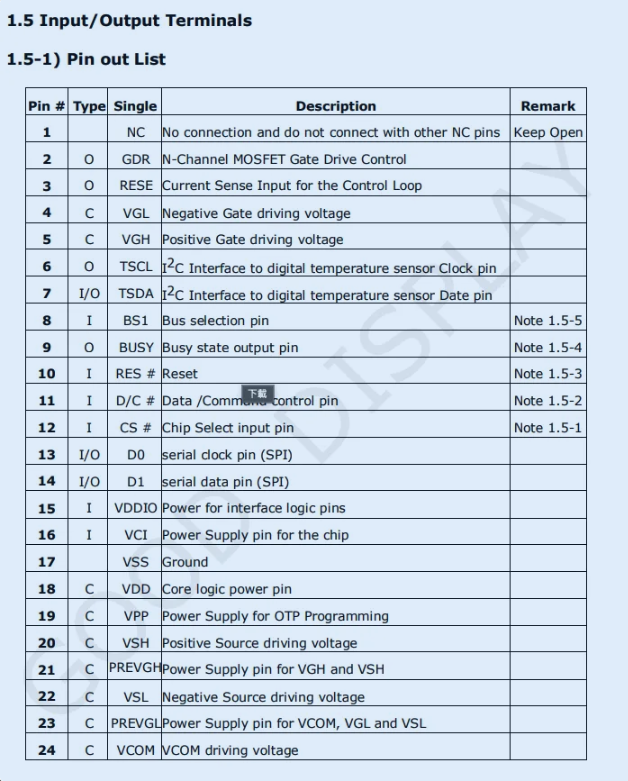 1.5 Input/Output Terminals
1.5-1) Pin out List
Pin # Type Single Description Remark
1 NC No connection and do not connect with other NC pins Keep Open
2 O GDR N-Channel MOSFET Gate Drive Control
3 O RESE Current Sense Input for the Control Loop
4 C VGL Negative Gate driving voltage
5 C VGH Positive Gate driving voltage
6 O TSCL I²C Interface to digital temperature sensor Clock pin
7 I/O TSDA I²C Interface to digital temperature sensor Date pin
8 I BS1 Bus selection pin Note 1.5-5
9 O BUSY Busy state output pin Note 1.5-4
10 I RES # Reset Note 1.5-3
下載
11 I D/C # Data /Command control pin Note 1.5-2
12 I CS # Chip Select input pin Note 1.5-1
13 I/O D0 serial clock pin (SPI)
14 I/O D1 serial data pin (SPI)
15 I VDDIO Power for interface logic pins
16 I VCI Power Supply pin for the chip
17 VSS Ground
18 C VDD Core logic power pin
19 C VPP Power Supply for OTP Programming
20 C VSH Positive Source driving voltage
21 C PREVGH Power Supply pin for VGH and VSH
22 C VSL Negative Source driving voltage
23 C PREVGL Power Supply pin for VCOM, VGL and VSL
24 C VCOM VCOM driving voltage
GOOD DISPLAY